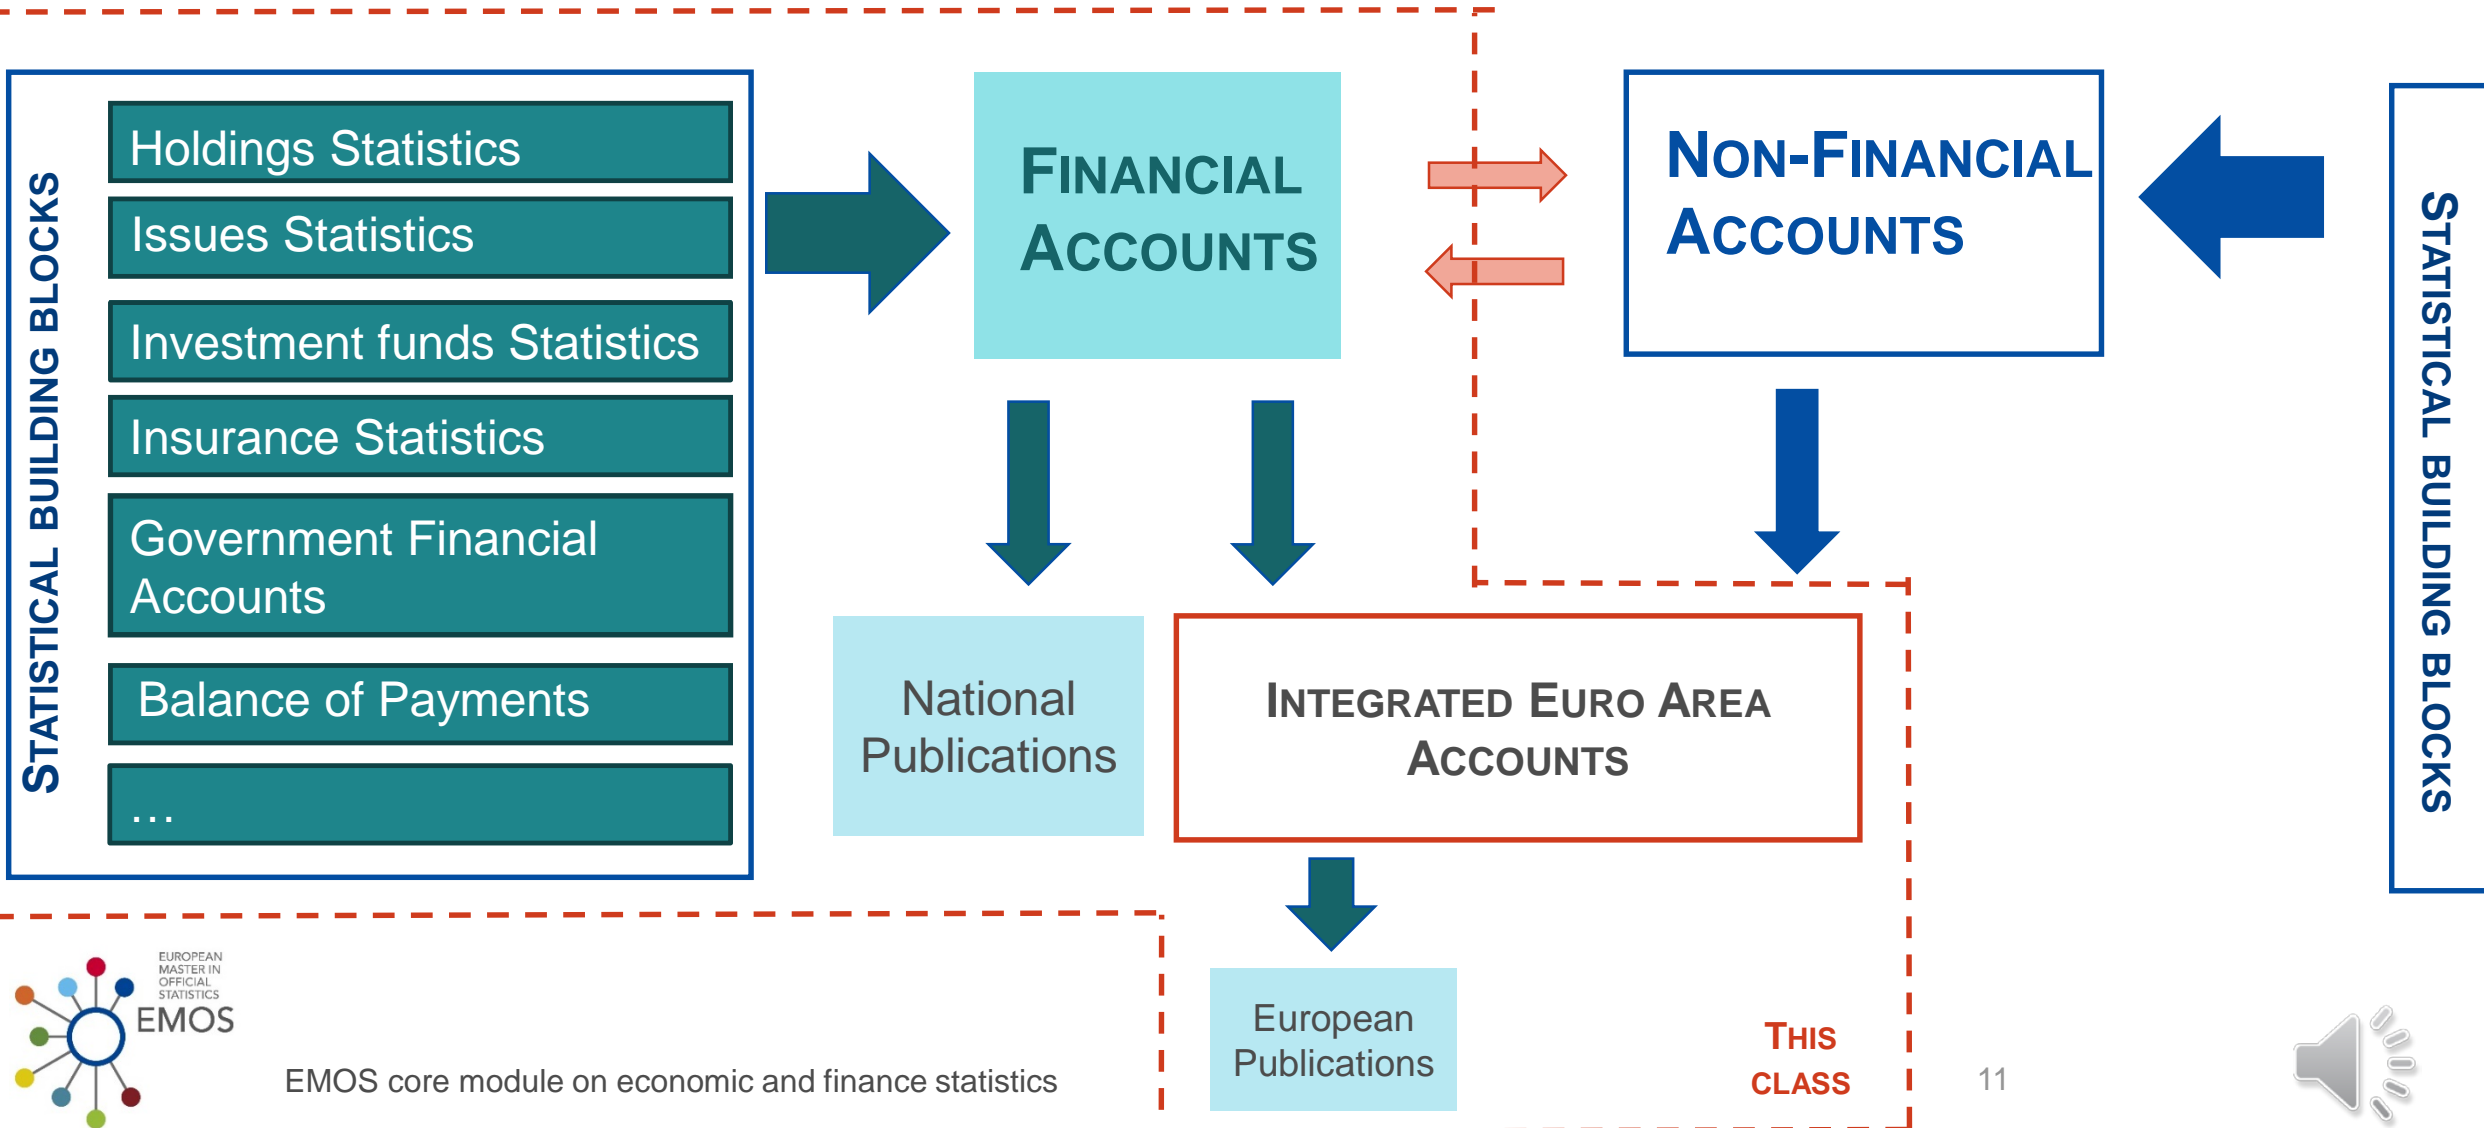 STATISTICAL BUILDING BLOCKS
Holdings Statistics
Issues Statistics
Investment funds Statistics
Insurance Statistics
Government Financial
Accounts
Balance of Payments
…
FINANCIAL
ACCOUNTS
NON-FINANCIAL
ACCOUNTS
STATISTICAL BUILDING BLOCKS
National
Publications
INTEGRATED EURO AREA
ACCOUNTS
European
Publications
THIS
CLASS
EUROPEAN
MASTER IN
OFFICIAL
STATISTICS
EMOS
EMOS core module on economic and finance statistics
11